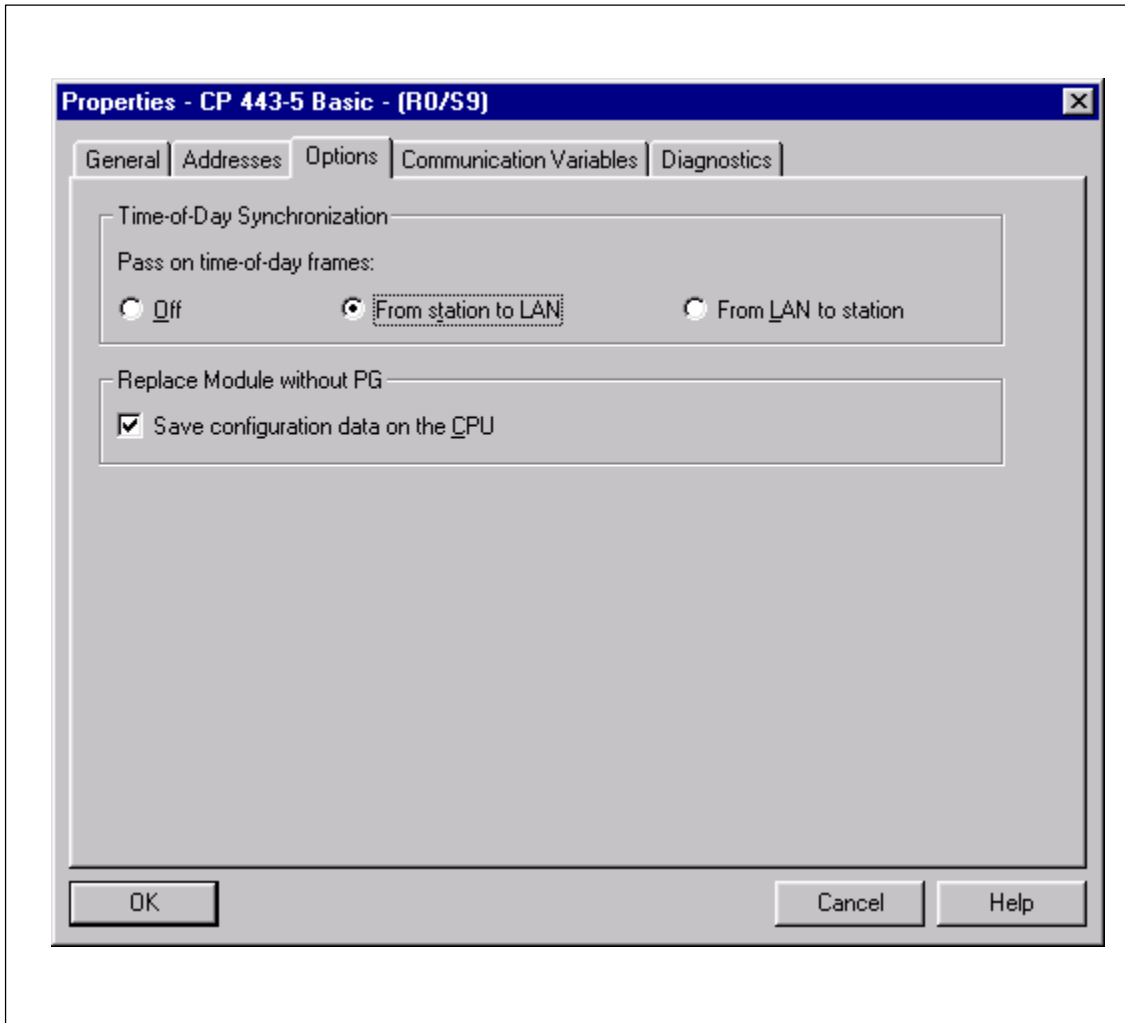 Properties - CP 443-5 Basic - (R0/S9)
General Addresses Options Communication Variables Diagnostics
Time-of-Day Synchronization
Pass on time-of-day frames:
Off From station to LAN From LAN to station
Replace Module without PG
Save configuration data on the CPU
OK Cancel Help